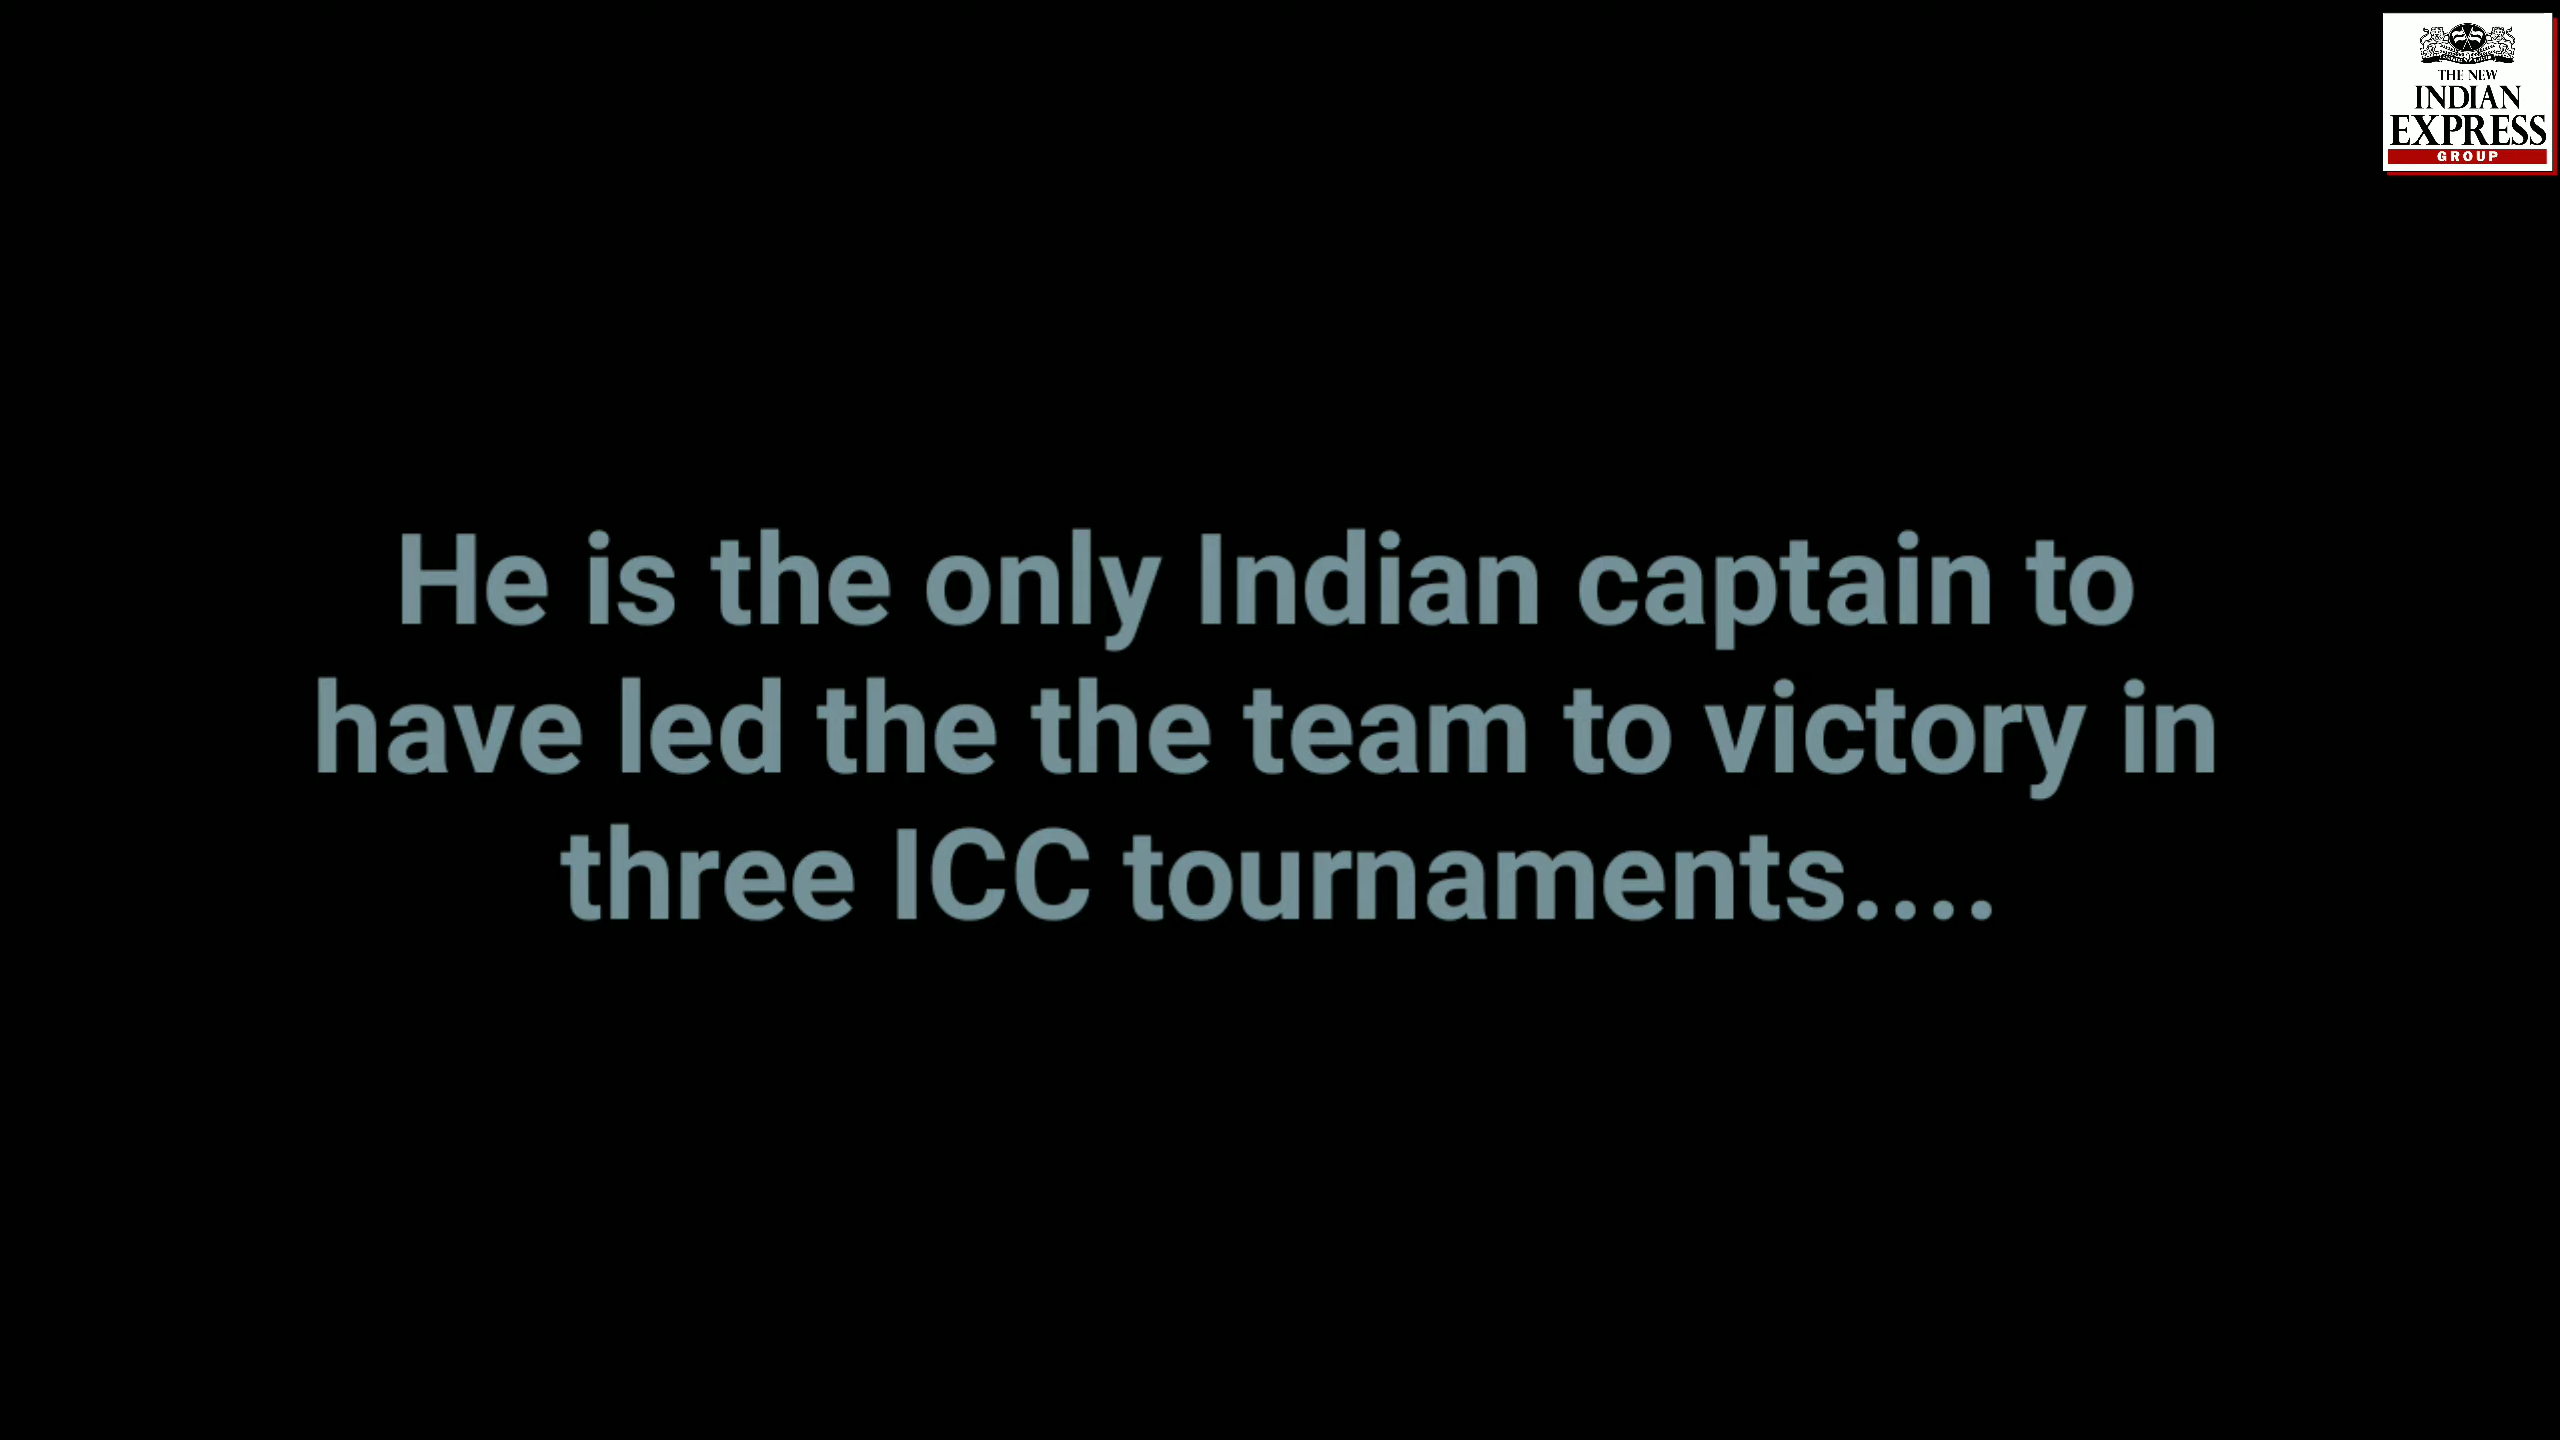 THE NEW
INDIAN
EXPRESS
GROUP
He is the only Indian captain to
have led the the team to victory in
three ICC tournaments....